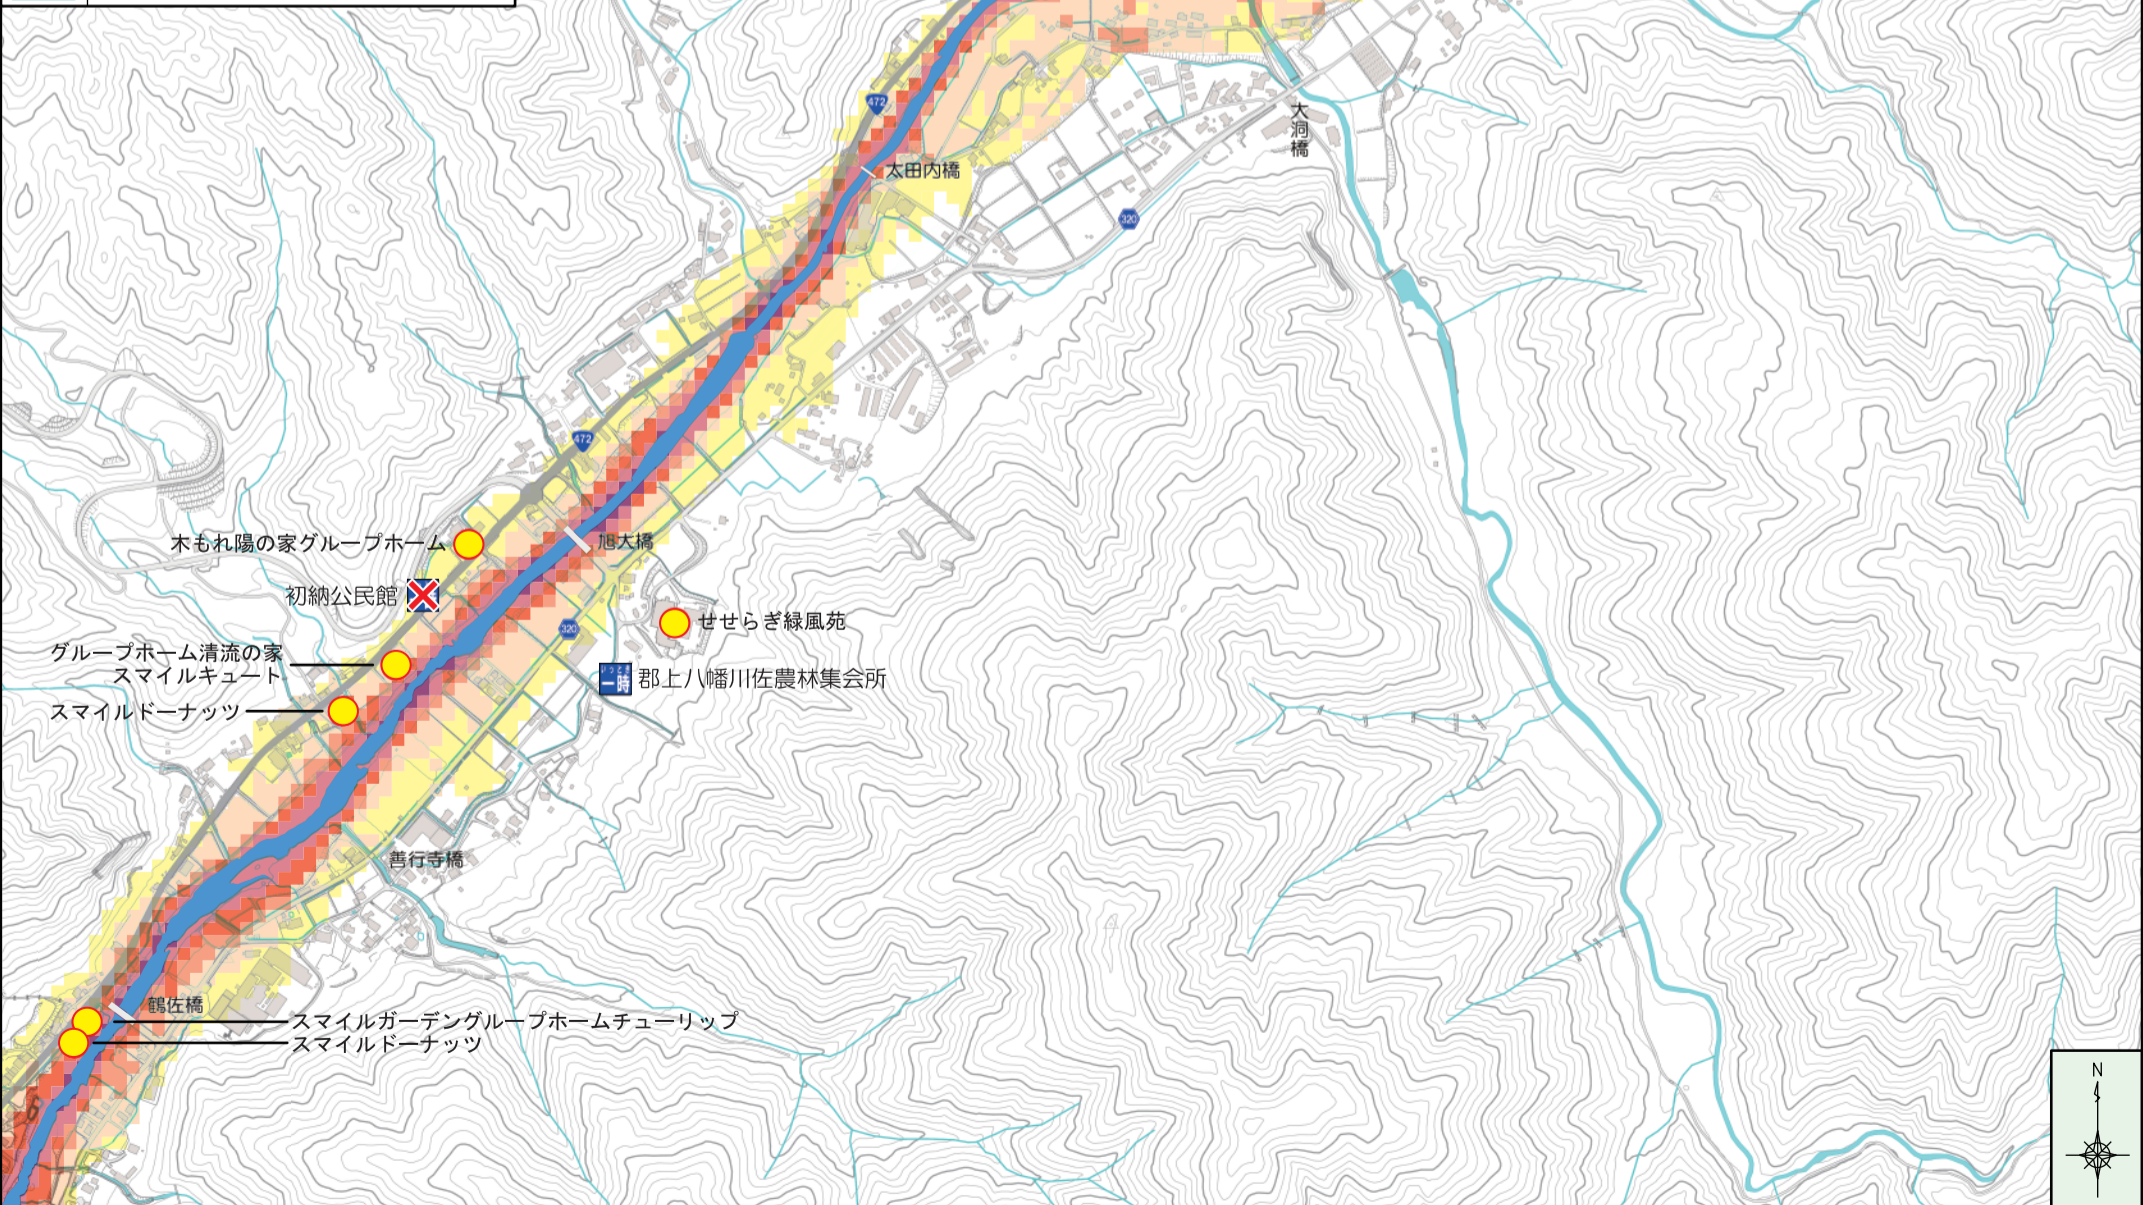 472
大洞橋
太田内橋
320
472
木もれ陽の家グループホーム
旭大橋
初納公民館
せせらぎ緑風苑
320
グループホーム清流の家
スマイルキュート
いっとき
一時
郡上八幡川佐農林集会所
スマイルドーナッツ
善行寺橋
鶴佐橋
スマイルガーデングループホームチューリップ
スマイルドーナッツ
N